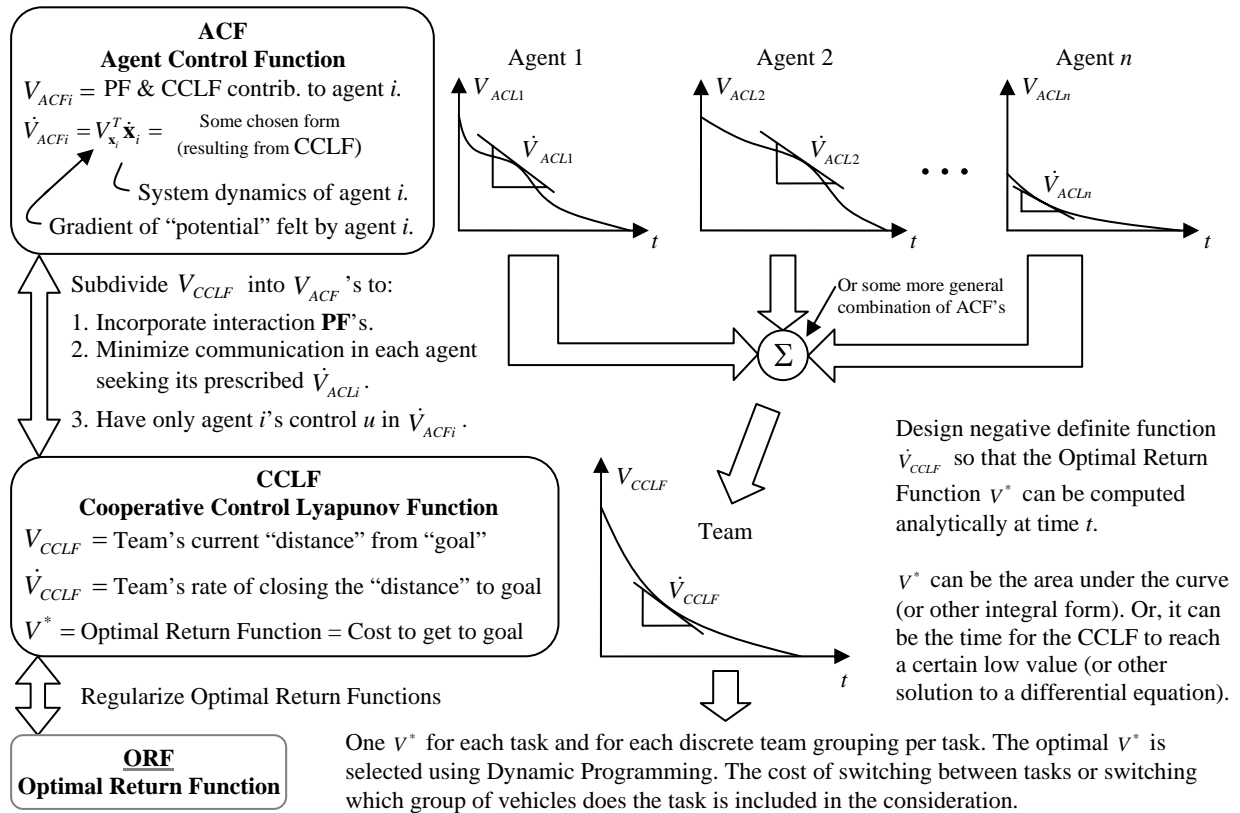 ACF
Agent Control Function
V_ACFi = PF & CCLF contrib. to agent i.
V̇_ACFi = V_xi^T ẋ_i = Some chosen form
(resulting from CCLF)
System dynamics of agent i.
Gradient of “potential” felt by agent i.
Agent 1
V_ACL1
V̇_ACL1
t
Agent 2
V_ACL2
V̇_ACL2
t
• • •
Agent n
V_ACLn
V̇_ACLn
t
Subdivide V_CCLF into V_ACF 's to:
1. Incorporate interaction PF's.
2. Minimize communication in each agent
seeking its prescribed V̇_ACLi .
3. Have only agent i's control u in V̇_ACFi .
Or some more general
combination of ACF's
Σ
CCLF
Cooperative Control Lyapunov Function
V_CCLF = Team's current “distance” from “goal”
V̇_CCLF = Team's rate of closing the “distance” to goal
V* = Optimal Return Function = Cost to get to goal
V_CCLF
Team
V̇_CCLF
t
Design negative definite function
V̇_CCLF so that the Optimal Return
Function V* can be computed
analytically at time t.
V* can be the area under the curve
(or other integral form). Or, it can
be the time for the CCLF to reach
a certain low value (or other
solution to a differential equation).
Regularize Optimal Return Functions
ORF
Optimal Return Function
One V* for each task and for each discrete team grouping per task. The optimal V* is
selected using Dynamic Programming. The cost of switching between tasks or switching
which group of vehicles does the task is included in the consideration.